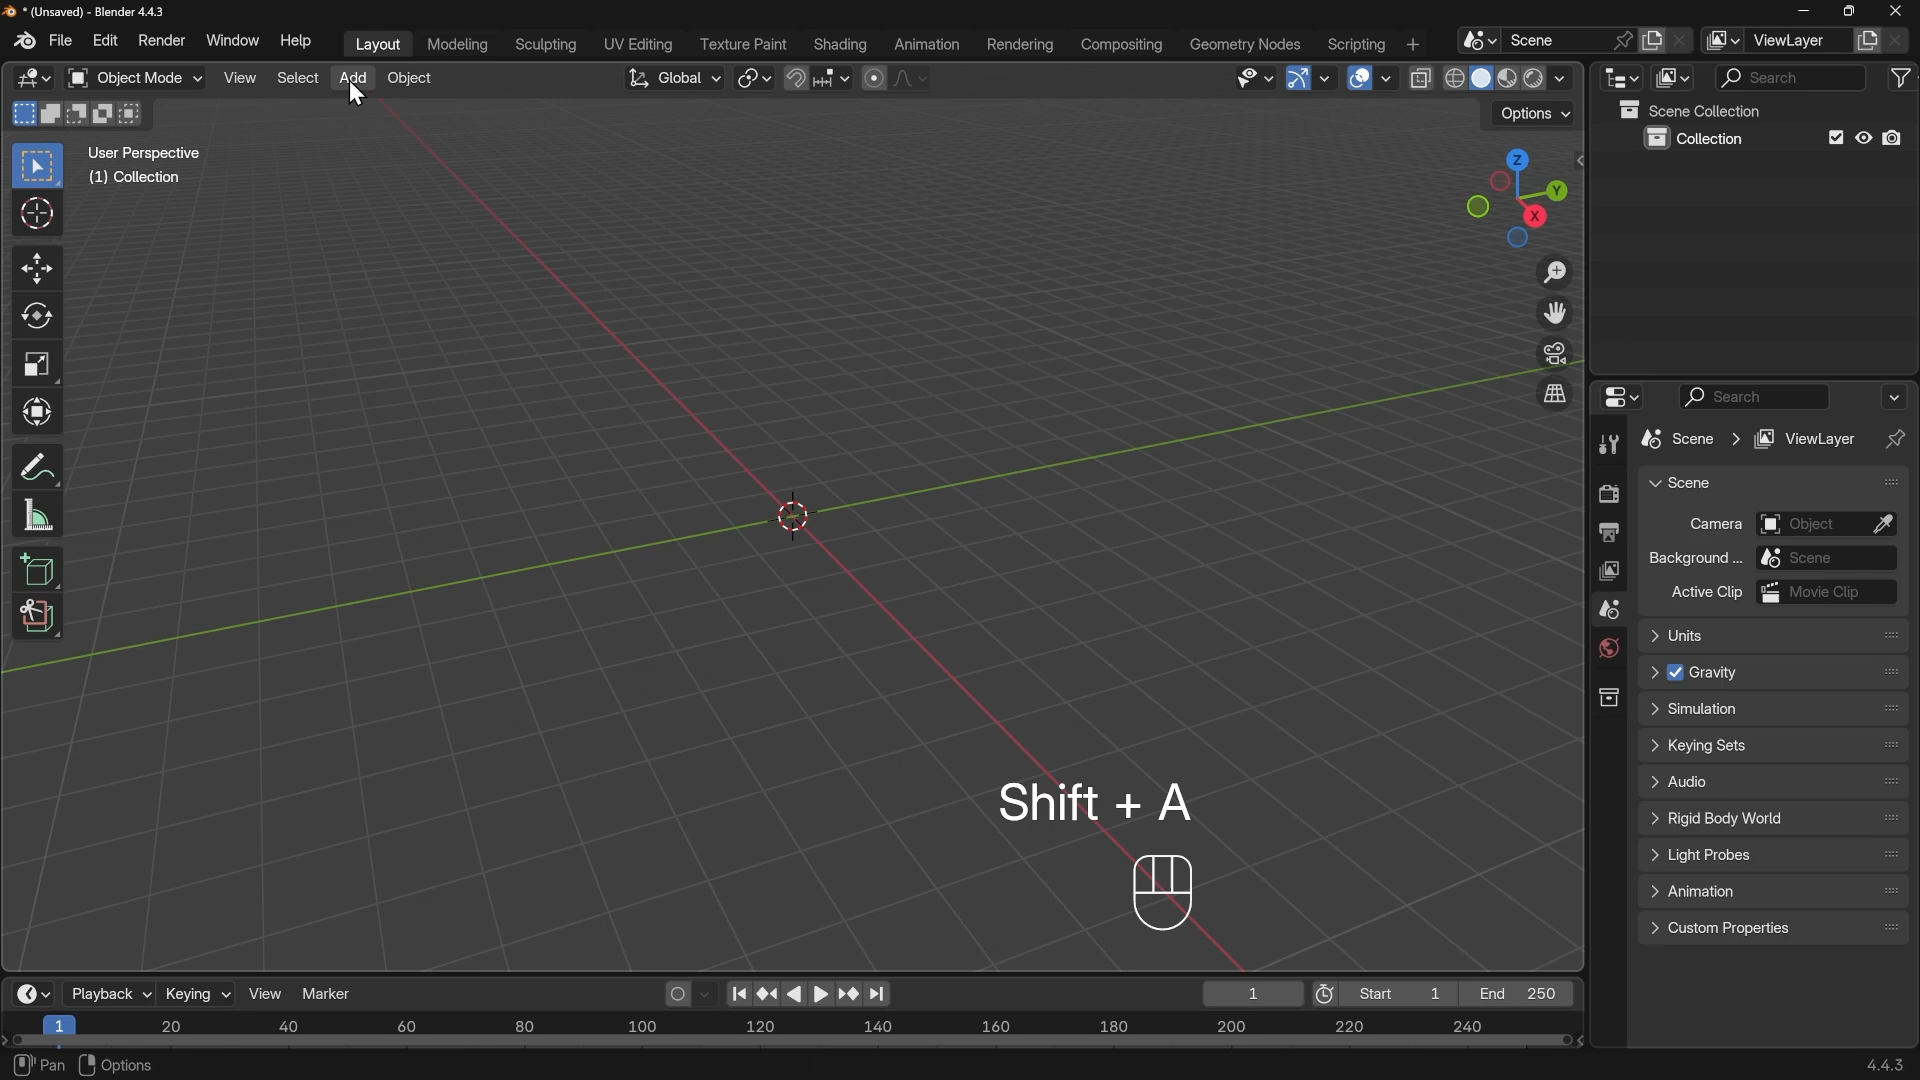 * (Unsaved) - Blender 4.4.3
File Edit Render Window Help Layout Modeling Sculpting UV Editing Texture Paint Shading Animation Rendering Compositing Geometry Nodes Scripting + Scene ViewLayer
Object Mode View Select Add Object Global Search
Options
Scene Collection
Collection
User Perspective
(1) Collection
Z
Y
X
Search
Scene ViewLayer
Scene
Camera Object
Background ... Scene
Active Clip Movie Clip
Units
Gravity
Simulation
Keying Sets
Audio
Rigid Body World
Light Probes
Animation
Custom Properties
Shift + A
Playback Keying View Marker 1 Start 1 End 250
1 20 40 60 80 100 120 140 160 180 200 220 240
Pan Options 4.4.3